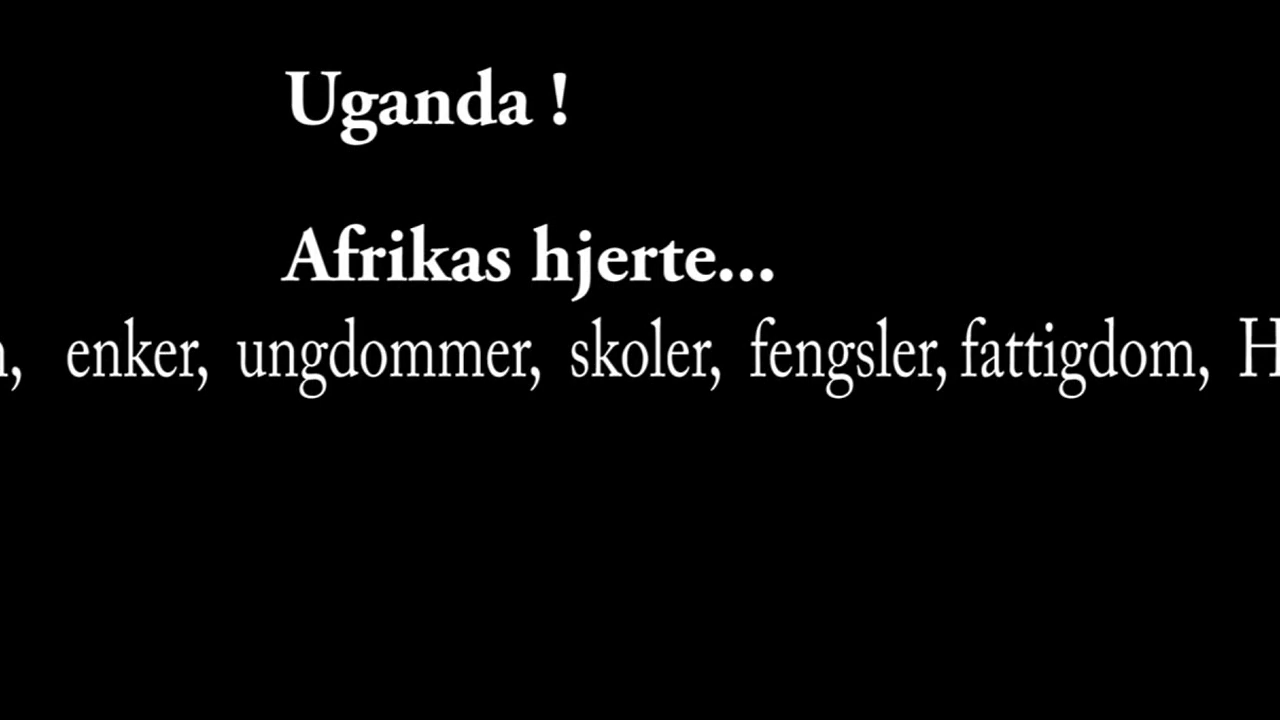 Uganda !
Afrikas hjerte...
enker, ungdommer, skoler, fengsler, fattigdom,